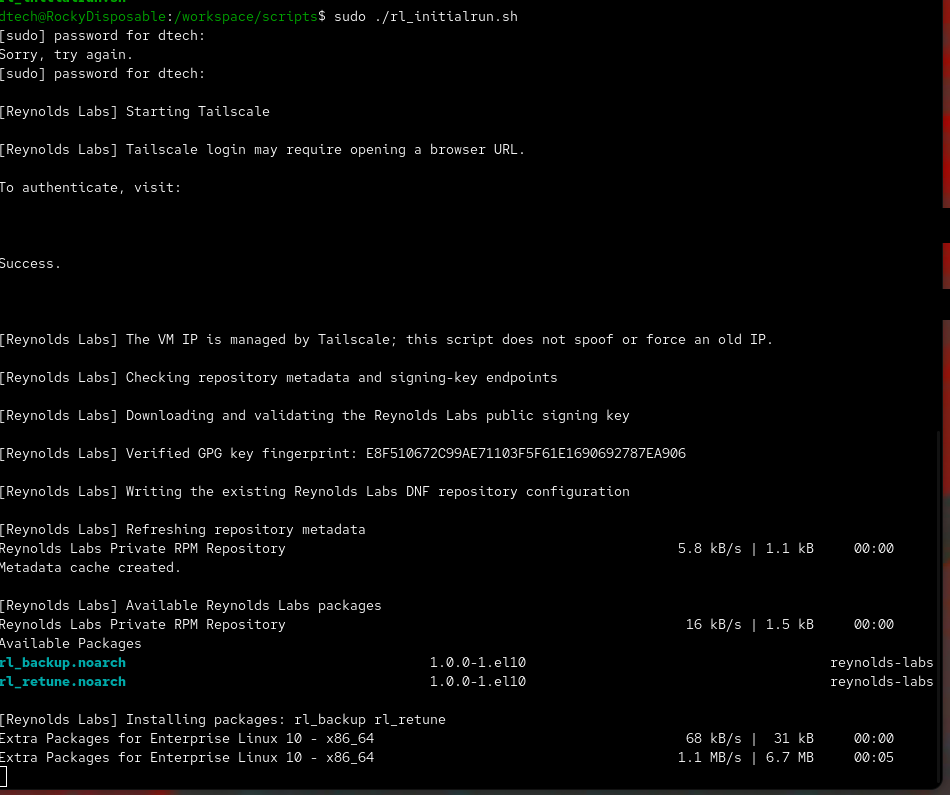 dtech@RockyDisposable:/workspace/scripts$ sudo ./rl_initialrun.sh
[sudo] password for dtech:
Sorry, try again.
[sudo] password for dtech:
[Reynolds Labs] Starting Tailscale
[Reynolds Labs] Tailscale login may require opening a browser URL.
To authenticate, visit:
Success.
[Reynolds Labs] The VM IP is managed by Tailscale; this script does not spoof or force an old IP.
[Reynolds Labs] Checking repository metadata and signing-key endpoints
[Reynolds Labs] Downloading and validating the Reynolds Labs public signing key
[Reynolds Labs] Verified GPG key fingerprint: E8F510672C99AE71103F5F61E1690692787EA906
[Reynolds Labs] Writing the existing Reynolds Labs DNF repository configuration
[Reynolds Labs] Refreshing repository metadata
Reynolds Labs Private RPM Repository 5.8 kB/s | 1.1 kB 00:00
Metadata cache created.
[Reynolds Labs] Available Reynolds Labs packages
Reynolds Labs Private RPM Repository 16 kB/s | 1.5 kB 00:00
Available Packages
rl_backup.noarch 1.0.0-1.el10 reynolds-labs
rl_retune.noarch 1.0.0-1.el10 reynolds-labs
[Reynolds Labs] Installing packages: rl_backup rl_retune
Extra Packages for Enterprise Linux 10 - x86_64 68 kB/s | 31 kB 00:00
Extra Packages for Enterprise Linux 10 - x86_64 1.1 MB/s | 6.7 MB 00:05